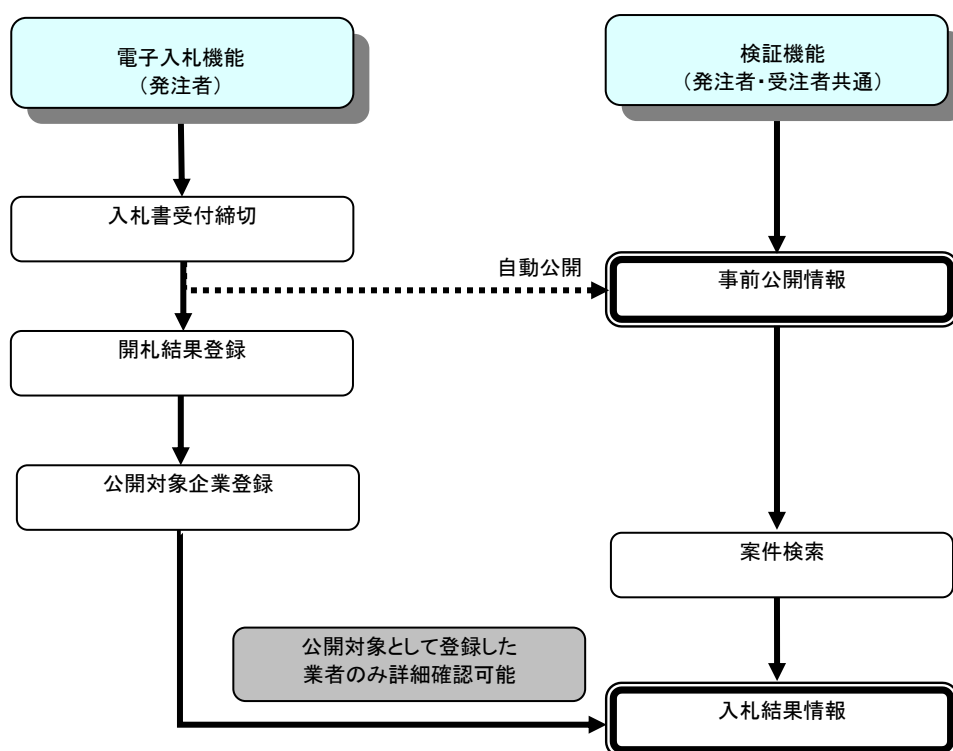 電子入札機能
（発注者）
検証機能
（発注者・受注者共通）
入札書受付締切
自動公開
事前公開情報
開札結果登録
公開対象企業登録
案件検索
公開対象として登録した
業者のみ詳細確認可能
入札結果情報